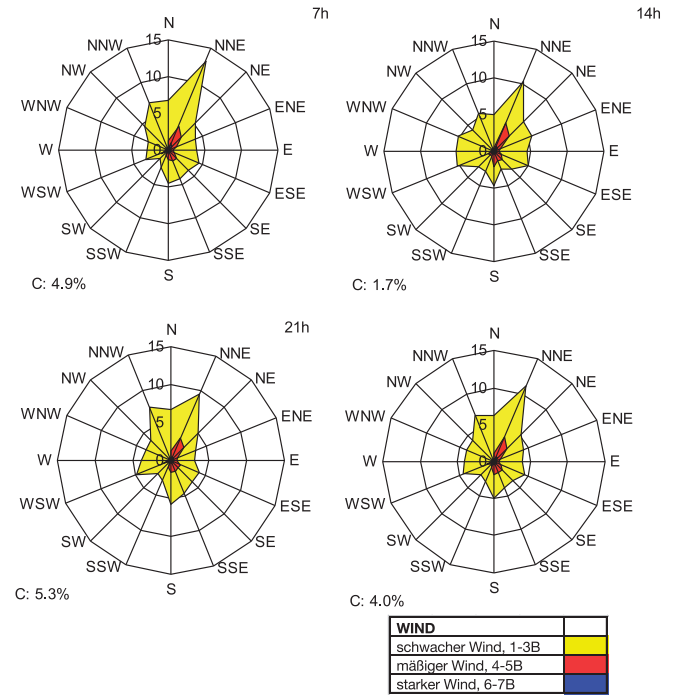 7h
N
NNW
NNE
NW
NE
WNW
ENE
W
E
WSW
ESE
SW
SE
SSW
SSE
S
15
10
5
0
C: 4.9%
14h
N
NNW
NNE
NW
NE
WNW
ENE
W
E
WSW
ESE
SW
SE
SSW
SSE
S
15
10
5
0
C: 1.7%
21h
N
NNW
NNE
NW
NE
WNW
ENE
W
E
WSW
ESE
SW
SE
SSW
SSE
S
15
10
5
0
C: 5.3%
N
NNW
NNE
NW
NE
WNW
ENE
W
E
WSW
ESE
SW
SE
SSW
SSE
S
15
10
5
0
C: 4.0%
WIND
schwacher Wind, 1-3B
mäßiger Wind, 4-5B
starker Wind, 6-7B